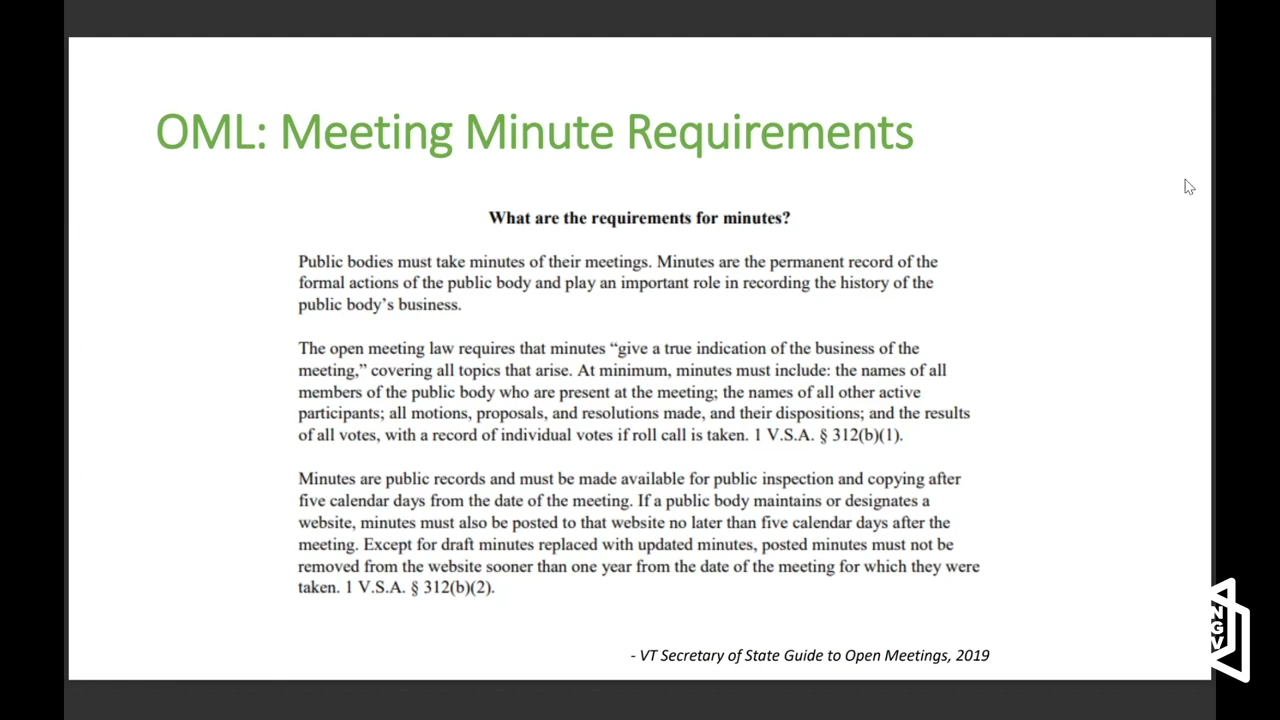 OML: Meeting Minute Requirements
What are the requirements for minutes?
Public bodies must take minutes of their meetings. Minutes are the permanent record of the
formal actions of the public body and play an important role in recording the history of the
public body’s business.
The open meeting law requires that minutes “give a true indication of the business of the
meeting,” covering all topics that arise. At minimum, minutes must include: the names of all
members of the public body who are present at the meeting; the names of all other active
participants; all motions, proposals, and resolutions made, and their dispositions; and the results
of all votes, with a record of individual votes if roll call is taken. 1 V.S.A. § 312(b)(1).
Minutes are public records and must be made available for public inspection and copying after
five calendar days from the date of the meeting. If a public body maintains or designates a
website, minutes must also be posted to that website no later than five calendar days after the
meeting. Except for draft minutes replaced with updated minutes, posted minutes must not be
removed from the website sooner than one year from the date of the meeting for which they were
taken. 1 V.S.A. § 312(b)(2).
- VT Secretary of State Guide to Open Meetings, 2019
NGV